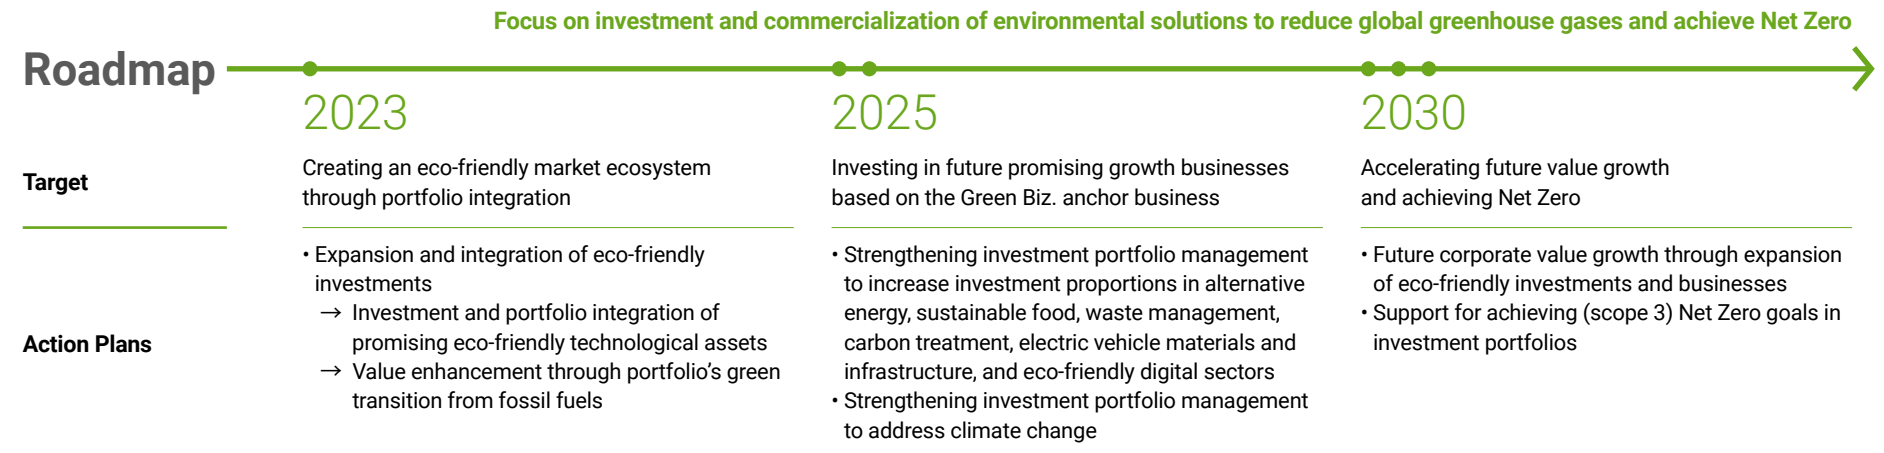 Focus on investment and commercialization of environmental solutions to reduce global greenhouse gases and achieve Net Zero
Roadmap
2023
2025
2030
Target
Creating an eco-friendly market ecosystem
through portfolio integration
Investing in future promising growth businesses
based on the Green Biz. anchor business
Accelerating future value growth
and achieving Net Zero
Action Plans
• Expansion and integration of eco-friendly
investments
→ Investment and portfolio integration of
promising eco-friendly technological assets
→ Value enhancement through portfolio's green
transition from fossil fuels
• Strengthening investment portfolio management
to increase investment proportions in alternative
energy, sustainable food, waste management,
carbon treatment, electric vehicle materials and
infrastructure, and eco-friendly digital sectors
• Strengthening investment portfolio management
to address climate change
• Future corporate value growth through expansion
of eco-friendly investments and businesses
• Support for achieving (scope 3) Net Zero goals in
investment portfolios